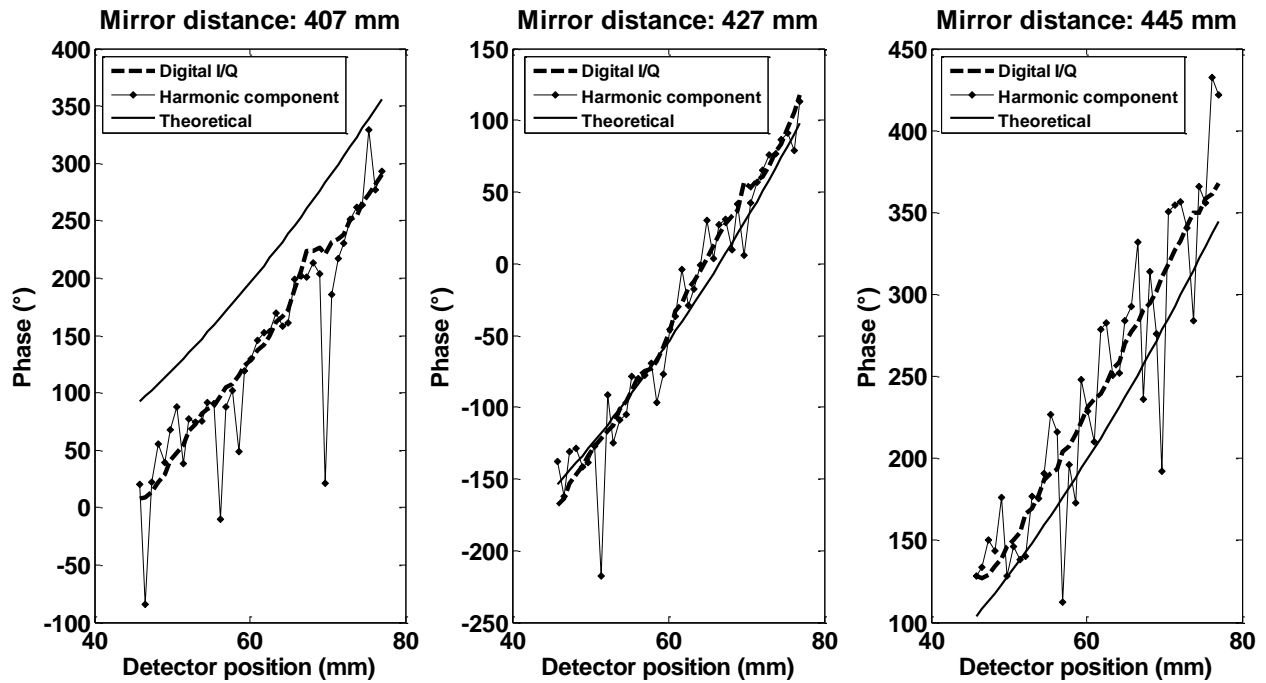 Mirror distance: 407 mm
400
350
300
250
200
150
100
50
0
-50
-100
40
60
80
Phase (°)
Detector position (mm)
Digital I/Q
Harmonic component
Theoretical
Mirror distance: 427 mm
150
100
50
0
-50
-100
-150
-200
-250
40
60
80
Phase (°)
Detector position (mm)
Digital I/Q
Harmonic component
Theoretical
Mirror distance: 445 mm
450
400
350
300
250
200
150
100
40
60
80
Phase (°)
Detector position (mm)
Digital I/Q
Harmonic component
Theoretical